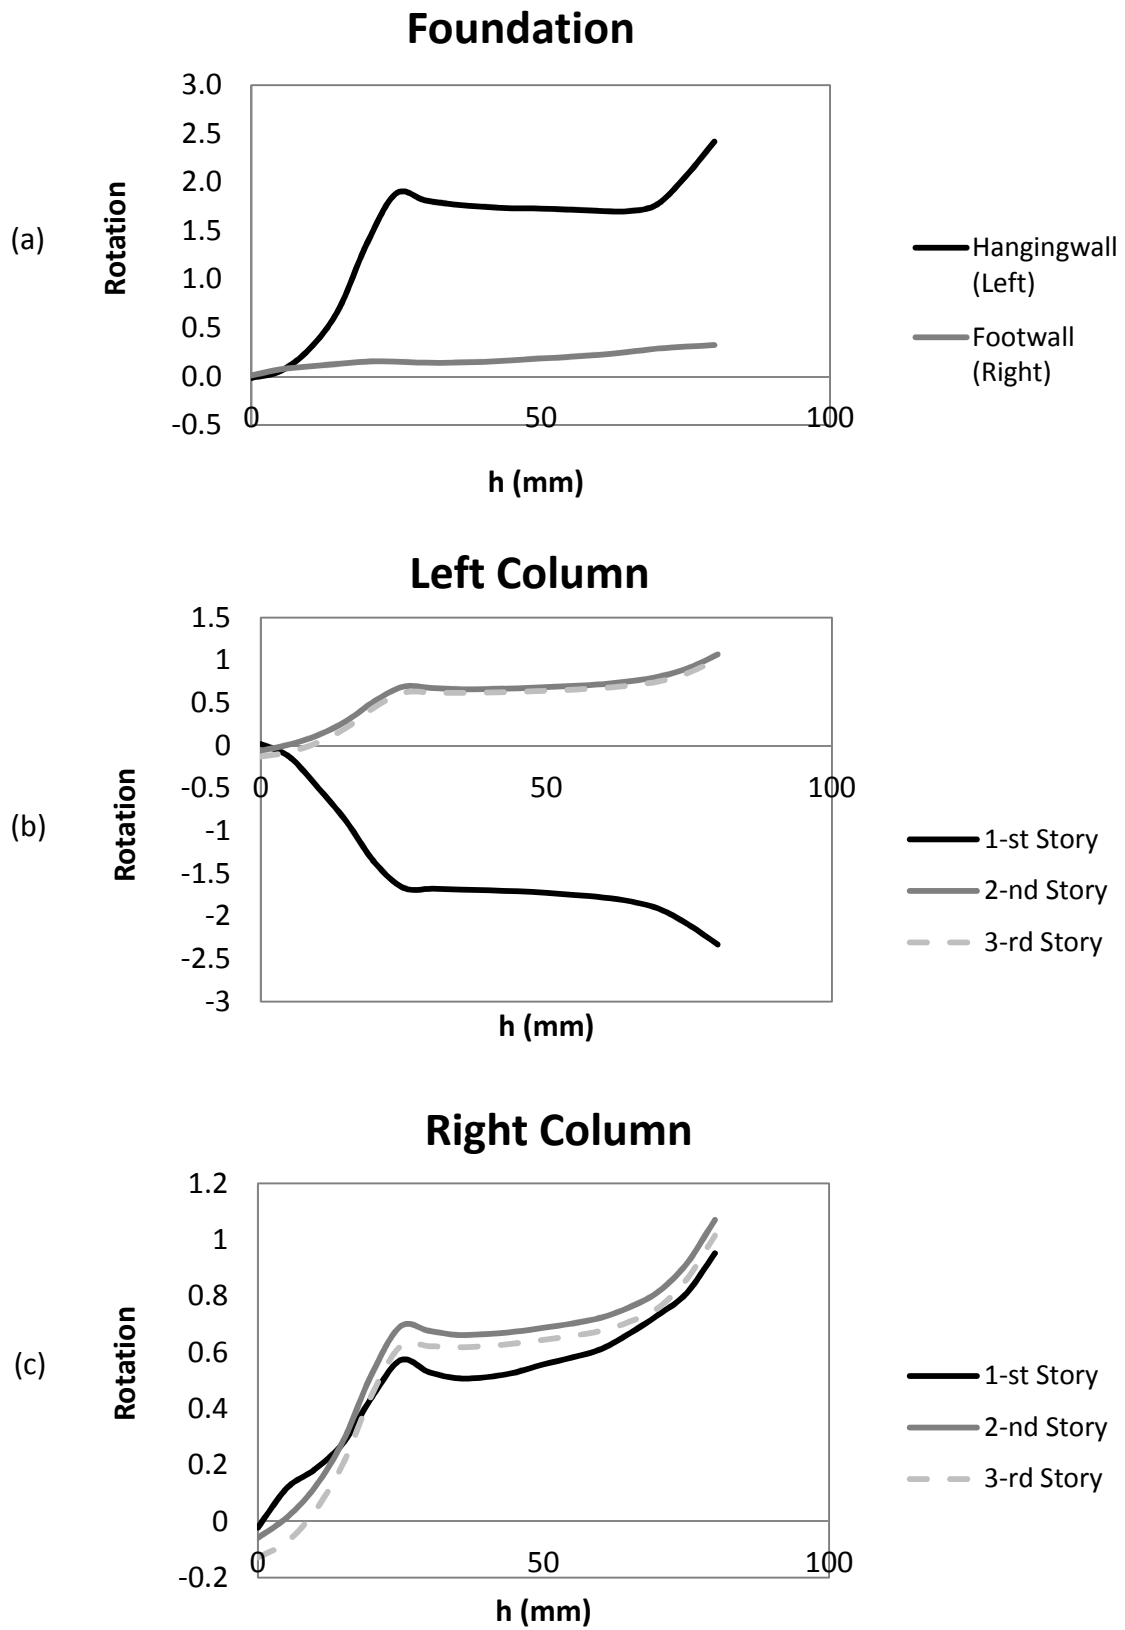 Foundation
3.0
2.5
2.0
1.5
1.0
0.5
0.0
-0.5
0 50 100
Rotation
h (mm)
(a)
Hangingwall
(Left)
Footwall
(Right)
Left Column
1.5
1
0.5
0
-0.5
-1
-1.5
-2
-2.5
-3
0 50 100
Rotation
h (mm)
(b)
1-st Story
2-nd Story
3-rd Story
Right Column
1.2
1
0.8
0.6
0.4
0.2
0
-0.2
0 50 100
Rotation
h (mm)
(c)
1-st Story
2-nd Story
3-rd Story